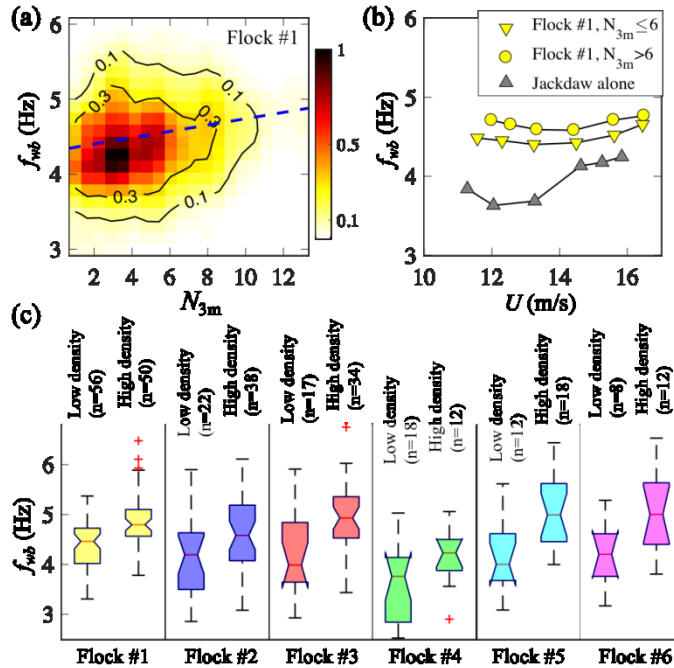 (a)
Flock #1
f_wb (Hz)
6
5
4
3
0.1
0.3
0.3
0.3
0.1
2
4
6
8
10
12
N_3m
1
0.5
0.1
(b)
Flock #1, N_3m≤6
Flock #1, N_3m>6
Jackdaw alone
f_wb (Hz)
6
5
4
3
10
12
14
16
U (m/s)
(c)
Low density
(n=56)
High density
(n=50)
Low density
(n=22)
High density
(n=38)
Low density
(n=17)
High density
(n=34)
Low density
(n=18)
High density
(n=12)
Low density
(n=12)
High density
(n=18)
Low density
(n=8)
High density
(n=12)
f_wb (Hz)
6
5
4
3
Flock #1
Flock #2
Flock #3
Flock #4
Flock #5
Flock #6